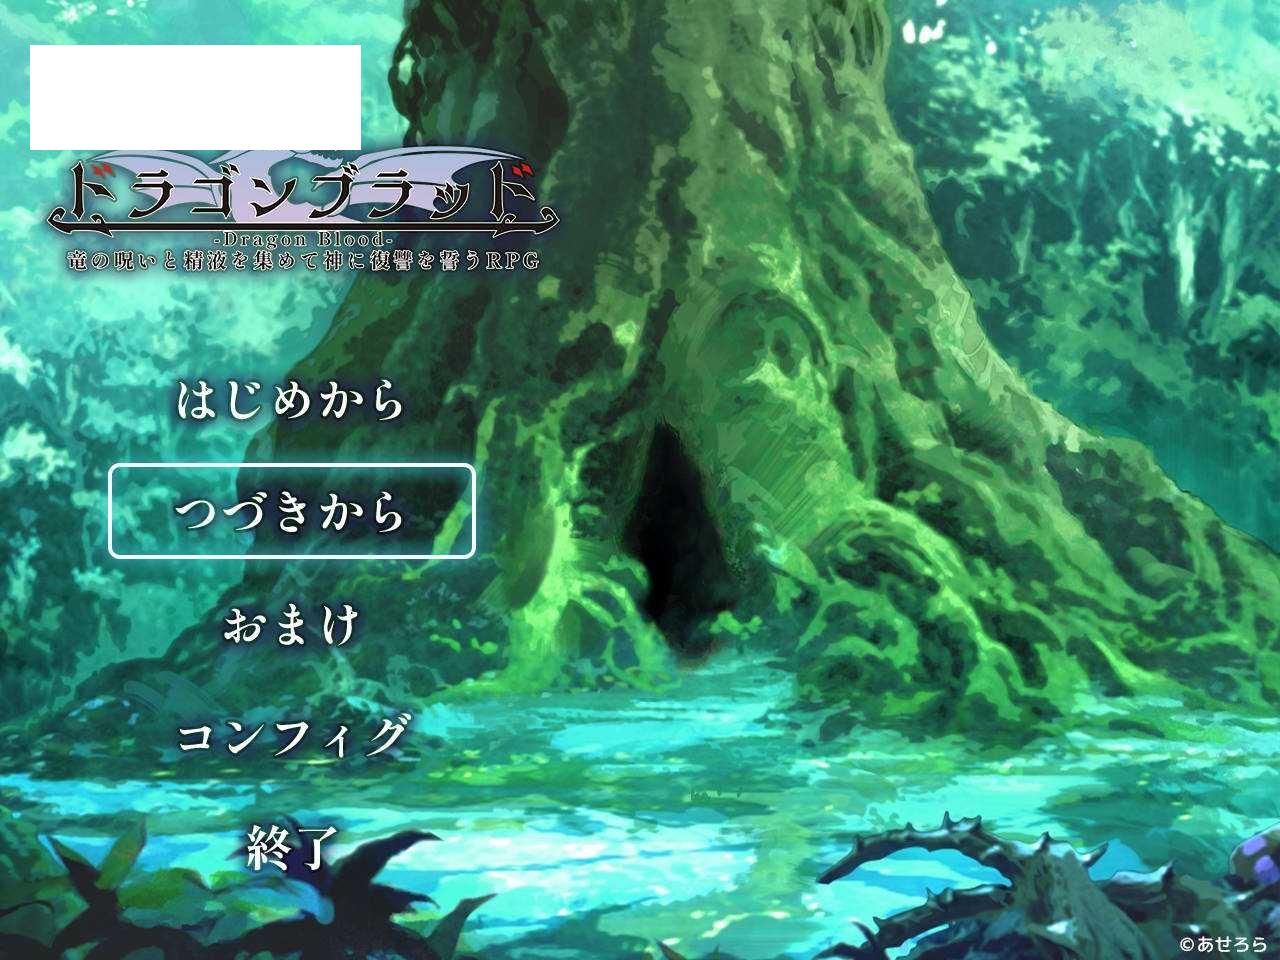 ドラゴンブラッド
-Dragon Blood-
竜の呪いと精液を集めて神に復讐を誓うRPG
はじめから
つづきから
おまけ
コンフィグ
終了
©あせろら